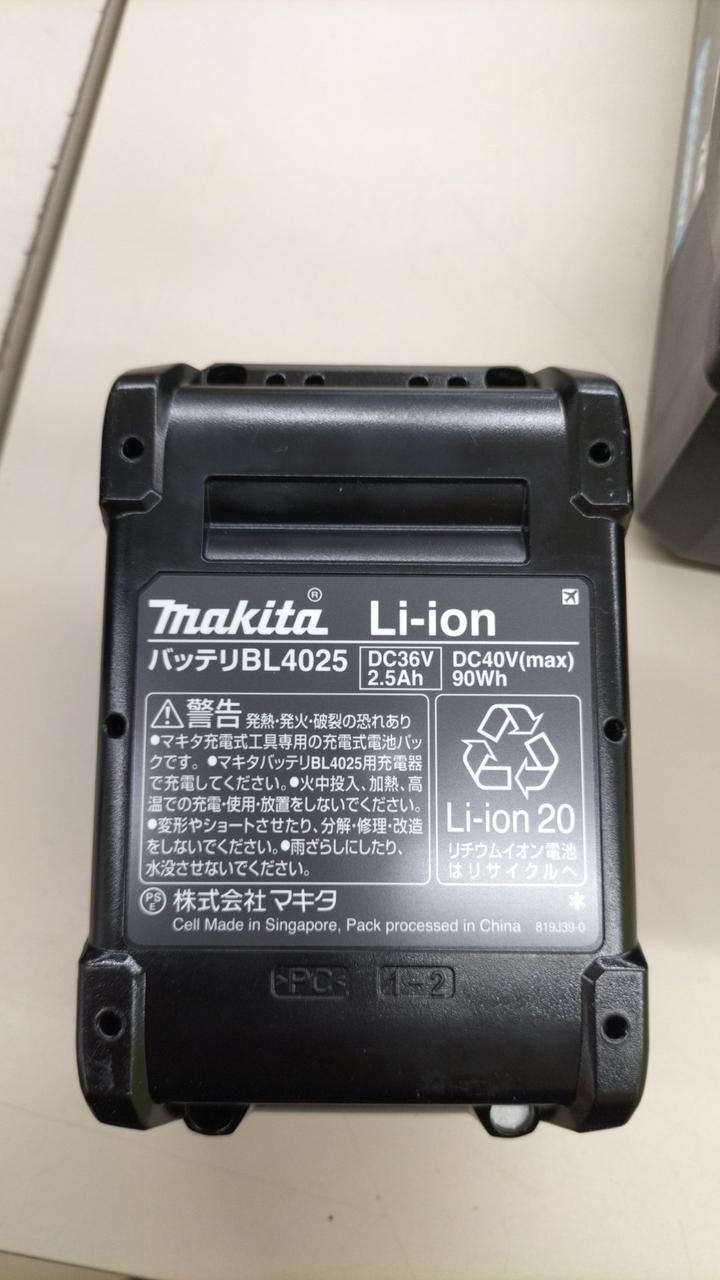 makita® Li-ion
バッテリBL4025 DC36V 2.5Ah DC40V(max) 90Wh
警告 発熱・発火・破裂の恐れあり
●マキタ充電式工具専用の充電式電池パッ
クです。●マキタバッテリBL4025用充電器
で充電してください。●火中投入、加熱、高
温での充電・使用・放置をしないでください。
●変形やショートさせたり、分解・修理・改造
をしないでください。●雨ざらしにしたり、
水没させないでください。
Li-ion 20
リチウムイオン電池
はリサイクルへ
PSE 株式会社マキタ *
Cell Made in Singapore, Pack processed in China 819J39-0
>PC< 1-2